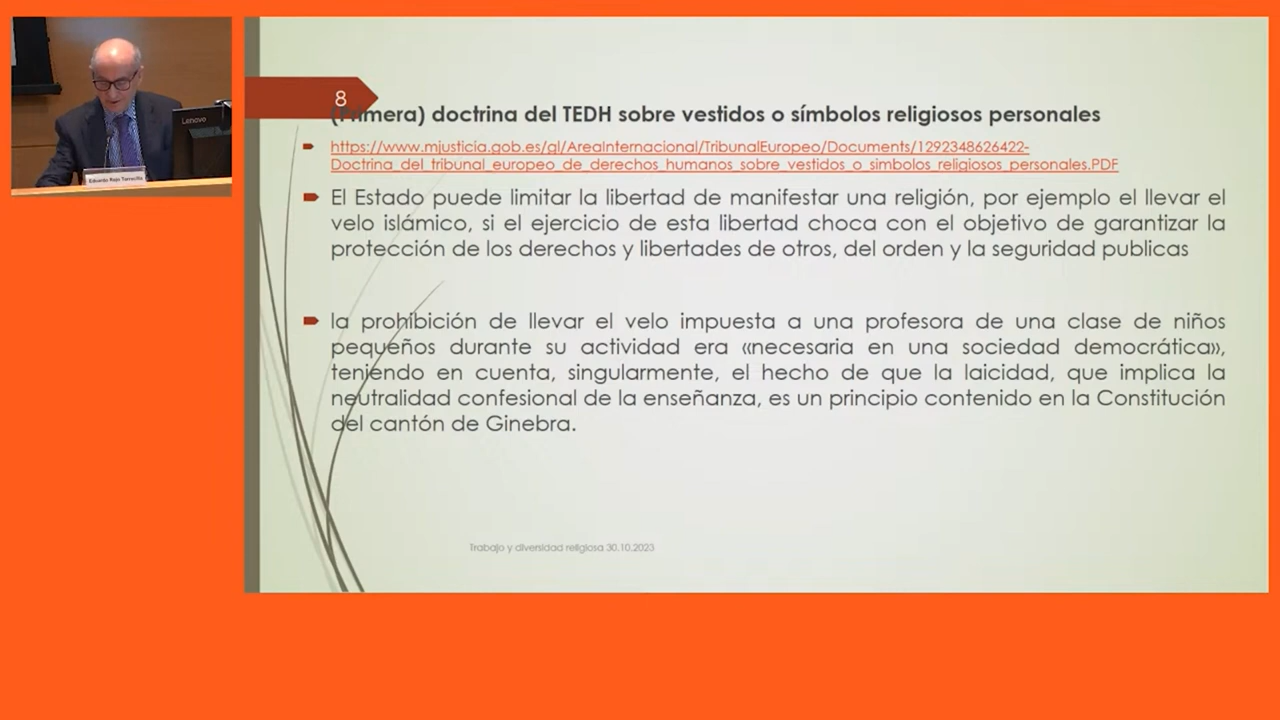 Lenovo
Eduardo Rojo Torrecilla
8
(Primera) doctrina del TEDH sobre vestidos o símbolos religiosos personales
https://www.mjusticia.gob.es/gl/AreaInternacional/TribunalEuropeo/Documents/1292348626422-
Doctrina_del_tribunal_europeo_de_derechos_humanos_sobre_vestidos_o_simbolos_religiosos_personales.PDF
El Estado puede limitar la libertad de manifestar una religión, por ejemplo el llevar el
velo islámico, si el ejercicio de esta libertad choca con el objetivo de garantizar la
protección de los derechos y libertades de otros, del orden y la seguridad publicas
la prohibición de llevar el velo impuesta a una profesora de una clase de niños
pequeños durante su actividad era «necesaria en una sociedad democrática»,
teniendo en cuenta, singularmente, el hecho de que la laicidad, que implica la
neutralidad confesional de la enseñanza, es un principio contenido en la Constitución
del cantón de Ginebra.
Trabajo y diversidad religiosa 30.10.2023